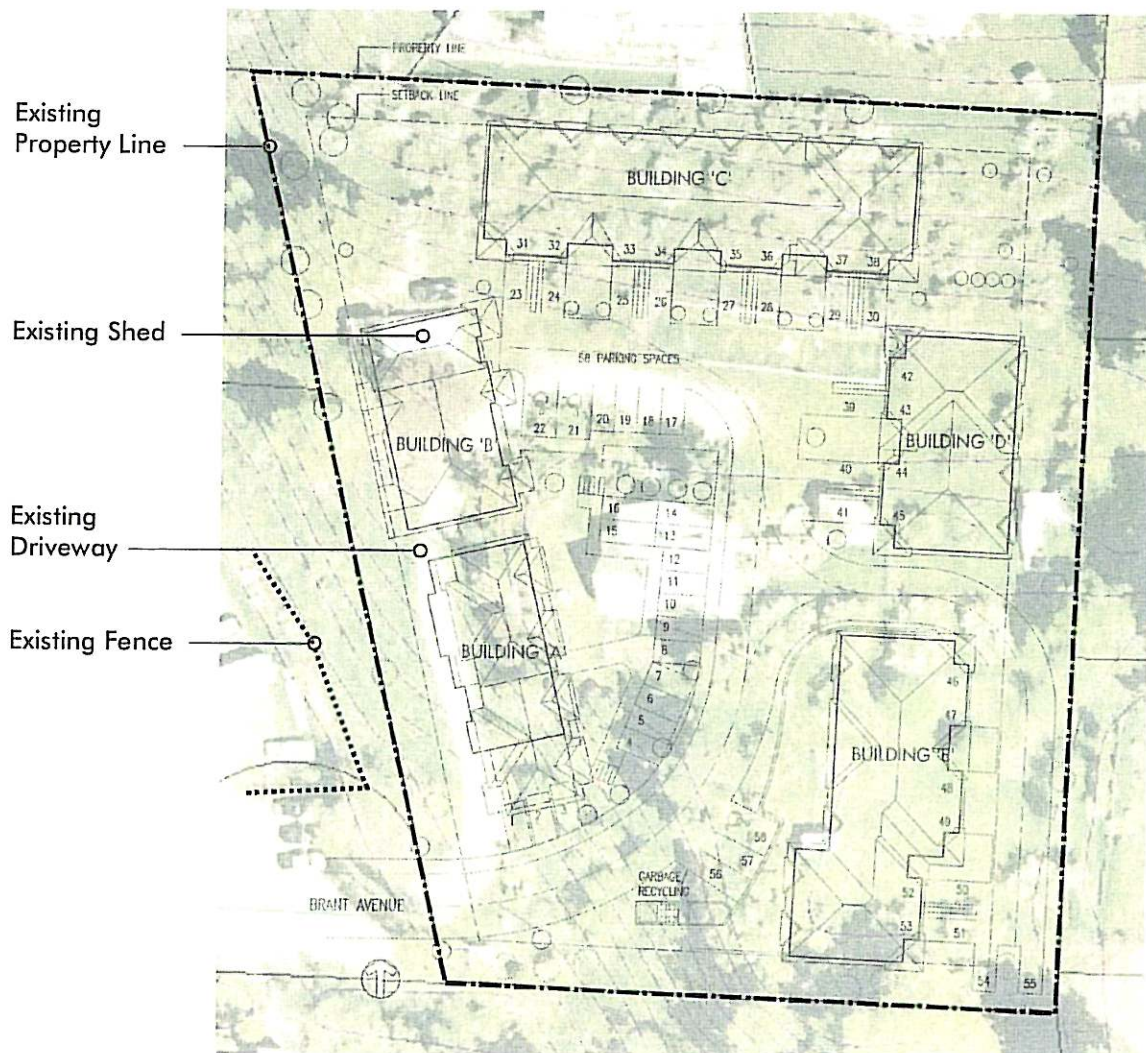 PROPERTY LINE
SETBACK LINE
Existing
Property Line
BUILDING 'C'
31 32 33 34 35 36 37 38
23 24 25 26 27 28 29 30
Existing Shed
58 PARKING SPACES
42
39 43
22 21 20 19 18 17
BUILDING 'B'
BUILDING 'D'
40 44
16 14
41 45
15 13
Existing
Driveway
12
11
10
9
8
Existing Fence
BUILDING 'A'
7
6
5
4
46
47
BUILDING 'E'
48
49
58
57
56
GARBAGE/
RECYCLING
52 50
53 51
BRANT AVENUE
54 55